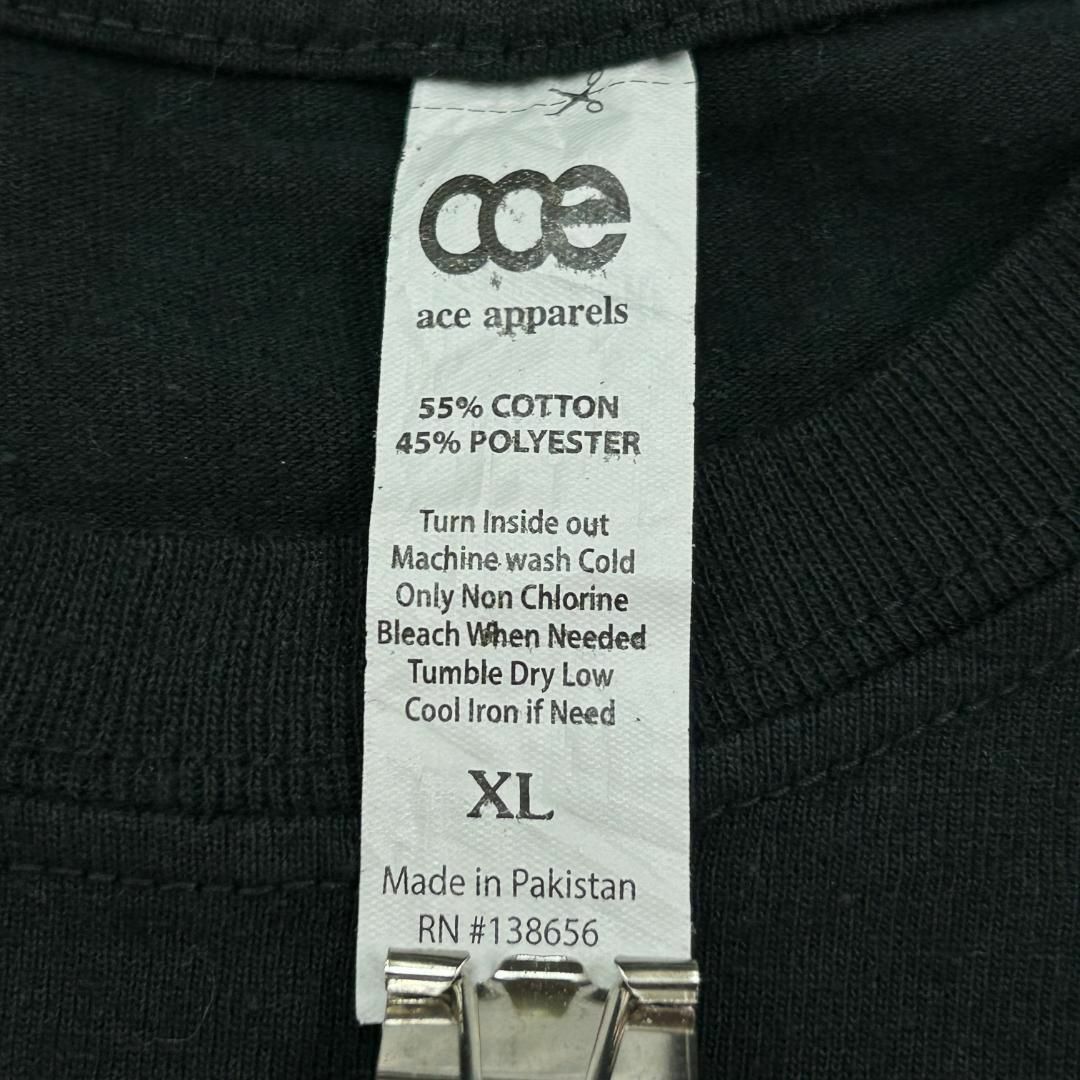 ace
ace apparels
55% COTTON
45% POLYESTER
Turn Inside out
Machine wash Cold
Only Non Chlorine
Bleach When Needed
Tumble Dry Low
Cool Iron if Need
XL
Made in Pakistan
RN #138656